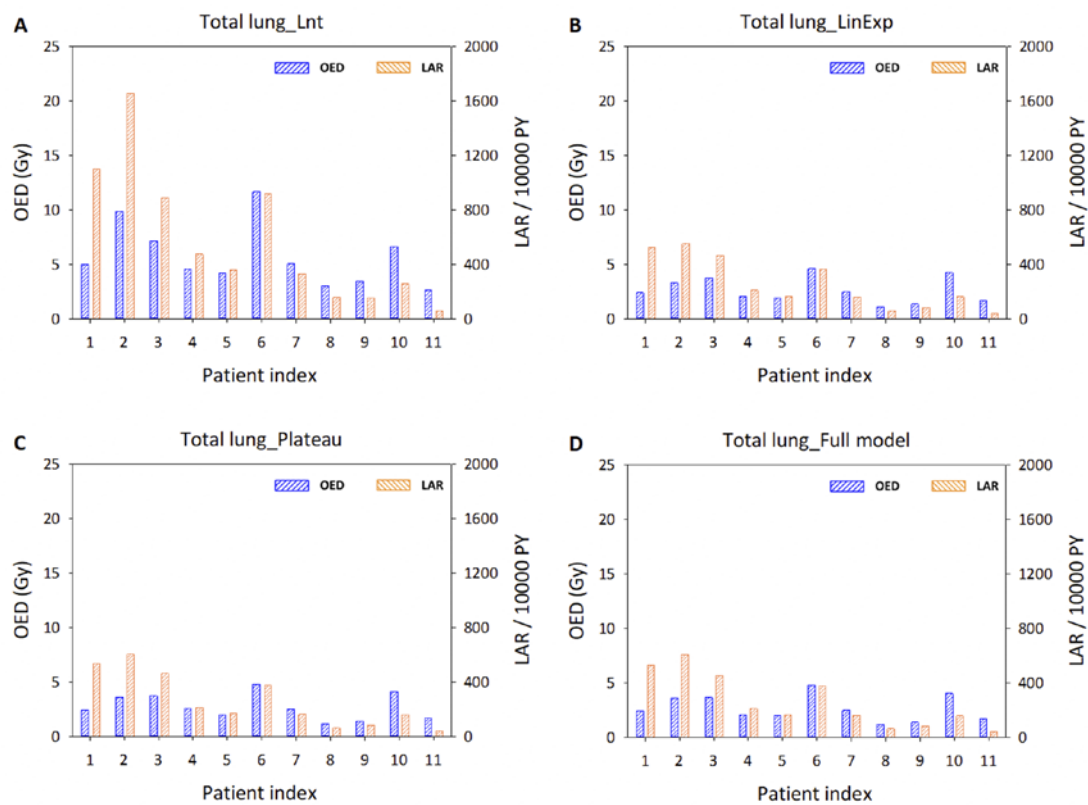 A Total lung_Lnt
OED LAR
OED (Gy)
25
20
15
10
5
0
2000
1600
1200
800
400
0
LAR / 10000 PY
1 2 3 4 5 6 7 8 9 10 11
Patient index
B Total lung_LinExp
OED LAR
OED (Gy)
25
20
15
10
5
0
2000
1600
1200
800
400
0
LAR / 10000 PY
1 2 3 4 5 6 7 8 9 10 11
Patient index
C Total lung_Plateau
OED LAR
OED (Gy)
25
20
15
10
5
0
2000
1600
1200
800
400
0
LAR / 10000 PY
1 2 3 4 5 6 7 8 9 10 11
Patient index
D Total lung_Full model
OED LAR
OED (Gy)
25
20
15
10
5
0
2000
1600
1200
800
400
0
LAR / 10000 PY
1 2 3 4 5 6 7 8 9 10 11
Patient index